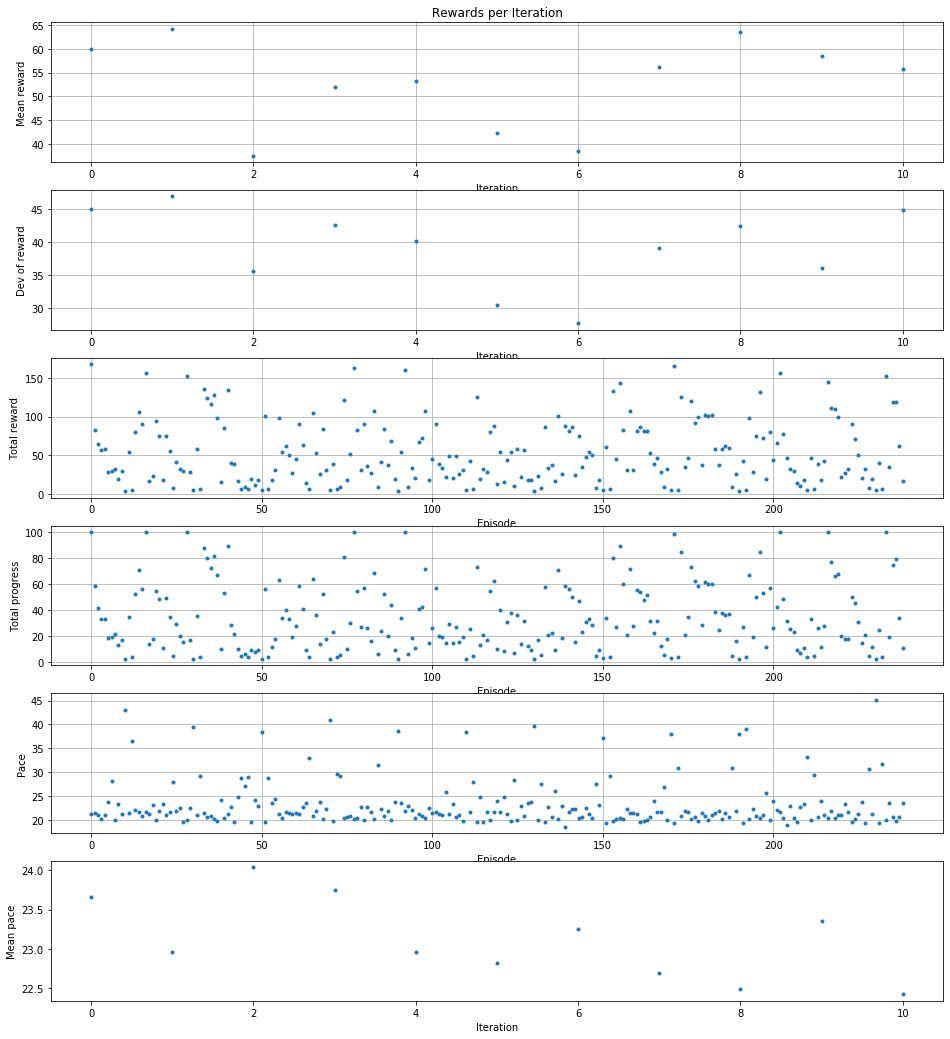 Rewards per Iteration
65
60
55
50
45
40
Mean reward
0 2 4 6 8 10
Iteration
45
40
35
30
Dev of reward
0 2 4 6 8 10
Iteration
150
100
50
0
Total reward
0 50 100 150 200
Episode
100
80
60
40
20
0
Total progress
0 50 100 150 200
Episode
45
40
35
30
25
20
Pace
0 50 100 150 200
Episode
24.0
23.5
23.0
22.5
Mean pace
0 2 4 6 8 10
Iteration